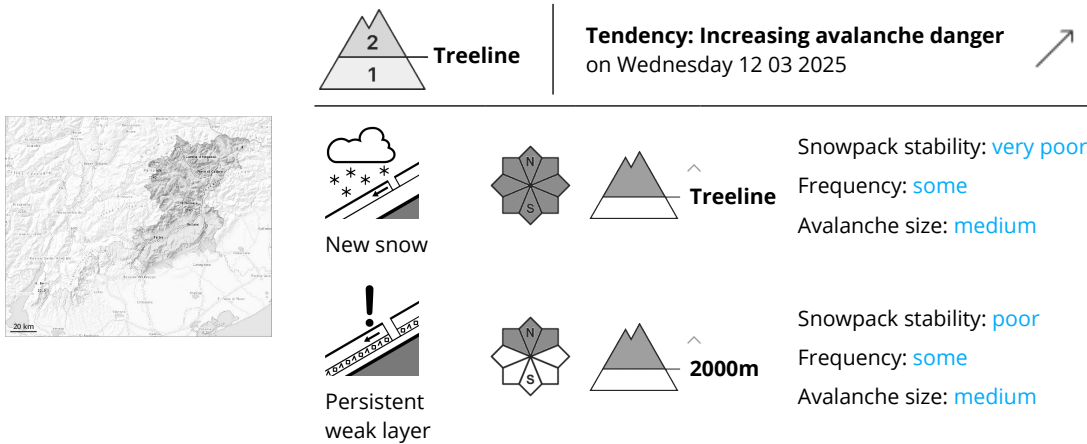 2
1
Treeline
Tendency: Increasing avalanche danger
on Wednesday 12 03 2025
20 km
New snow
N
S
Treeline
Snowpack stability: very poor
Frequency: some
Avalanche size: medium
Persistent
weak layer
N
S
2000m
Snowpack stability: poor
Frequency: some
Avalanche size: medium